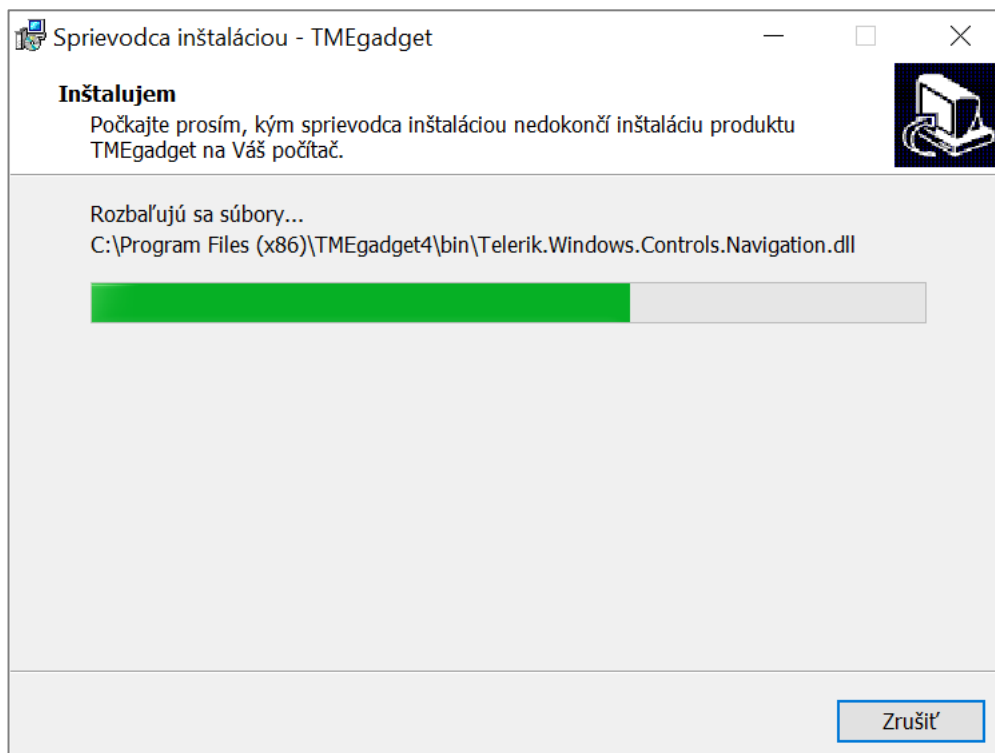 Sprievodca inštaláciou - TMEgadget
Inštalujem
Počkajte prosím, kým sprievodca inštaláciou nedokončí inštaláciu produktu
TMEgadget na Váš počítač.
Rozbaľujú sa súbory...
C:\Program Files (x86)\TMEgadget4\bin\Telerik.Windows.Controls.Navigation.dll
Zrušiť